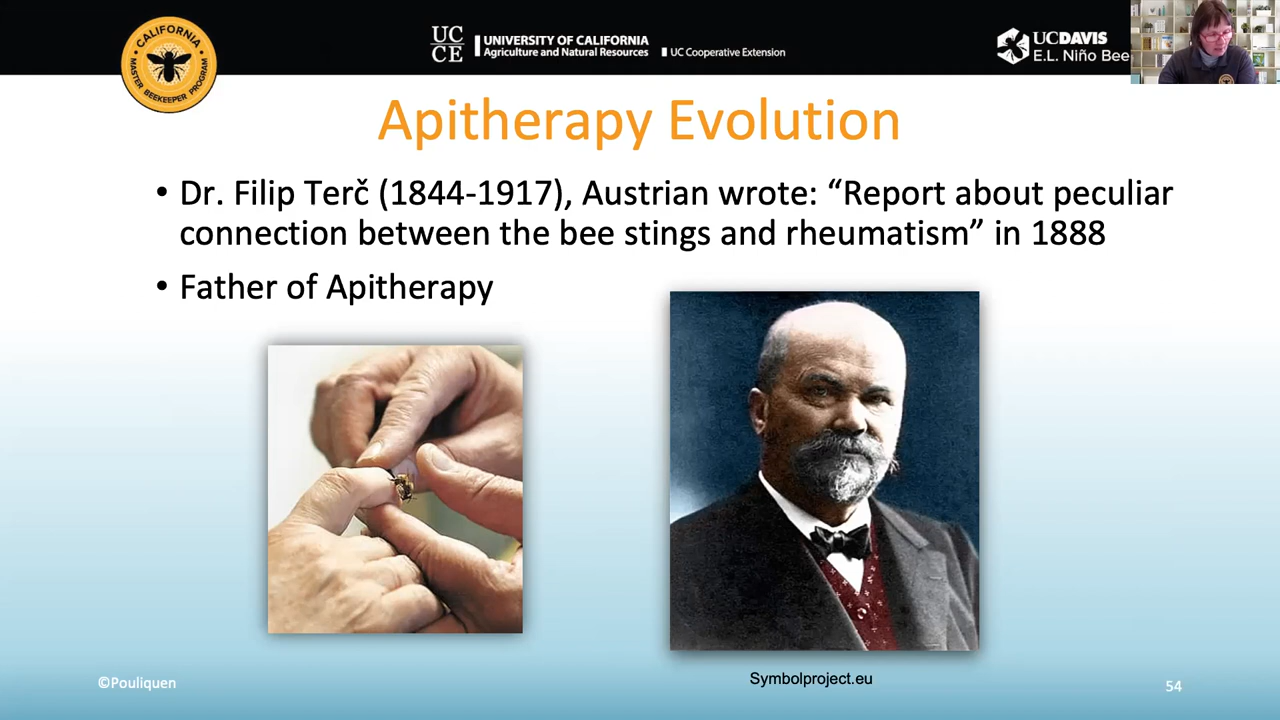 CALIFORNIA
MASTER BEEKEEPER PROGRAM
UC
CE
UNIVERSITY OF CALIFORNIA
Agriculture and Natural Resources
UC Cooperative Extension
UCDAVIS
E.L. Niño Bee
Apitherapy Evolution
• Dr. Filip Terč (1844-1917), Austrian wrote: “Report about peculiar
connection between the bee stings and rheumatism” in 1888
• Father of Apitherapy
©Pouliquen
Symbolproject.eu
54